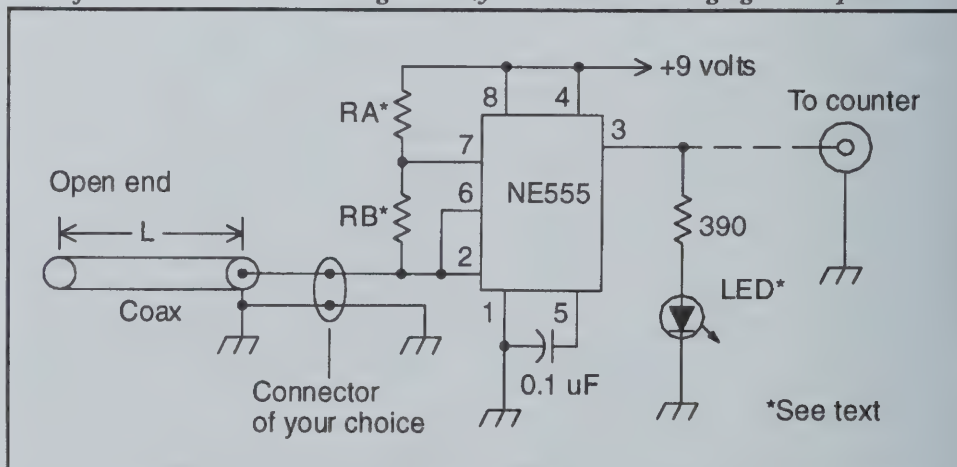 +9 volts
8
4
To counter
RA*
3
7
Open end
6
NE555
RB*
L
390
2
LED*
Coax
1
5
0.1 uF
Connector
of your choice
*See text